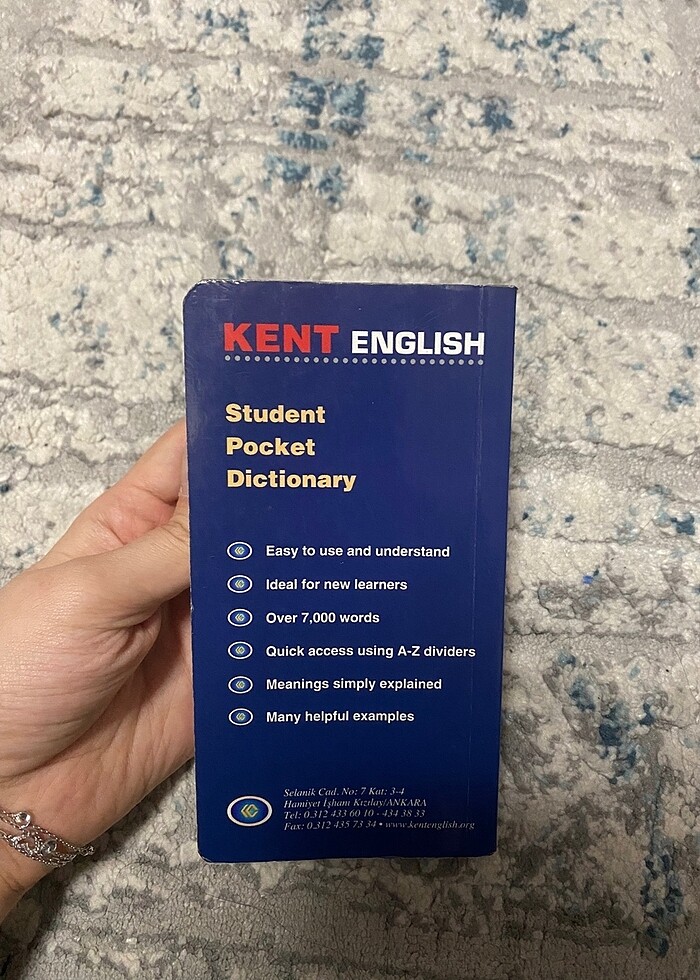 KENT ENGLISH
Student
Pocket
Dictionary
Easy to use and understand
Ideal for new learners
Over 7,000 words
Quick access using A-Z dividers
Meanings simply explained
Many helpful examples
Selanik Cad. No: 7 Kat: 3-4
Hamiyet İşhanı Kızılay/ANKARA
Tel: 0.312 433 60 10 - 434 38 33
Fax: 0.312 435 73 34 • www.kentenglish.org